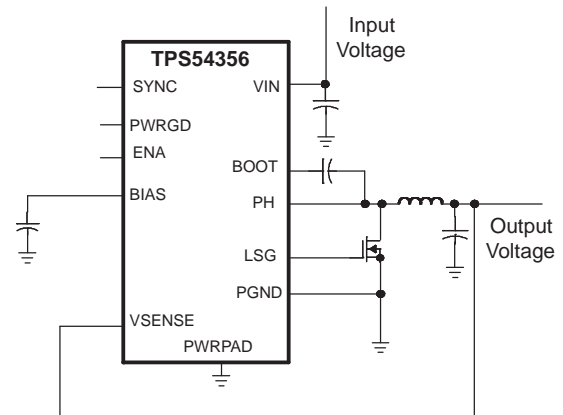 Input
Voltage
TPS54356
SYNC
VIN
PWRGD
ENA
BOOT
BIAS
PH
Output
Voltage
LSG
PGND
VSENSE
PWRPAD